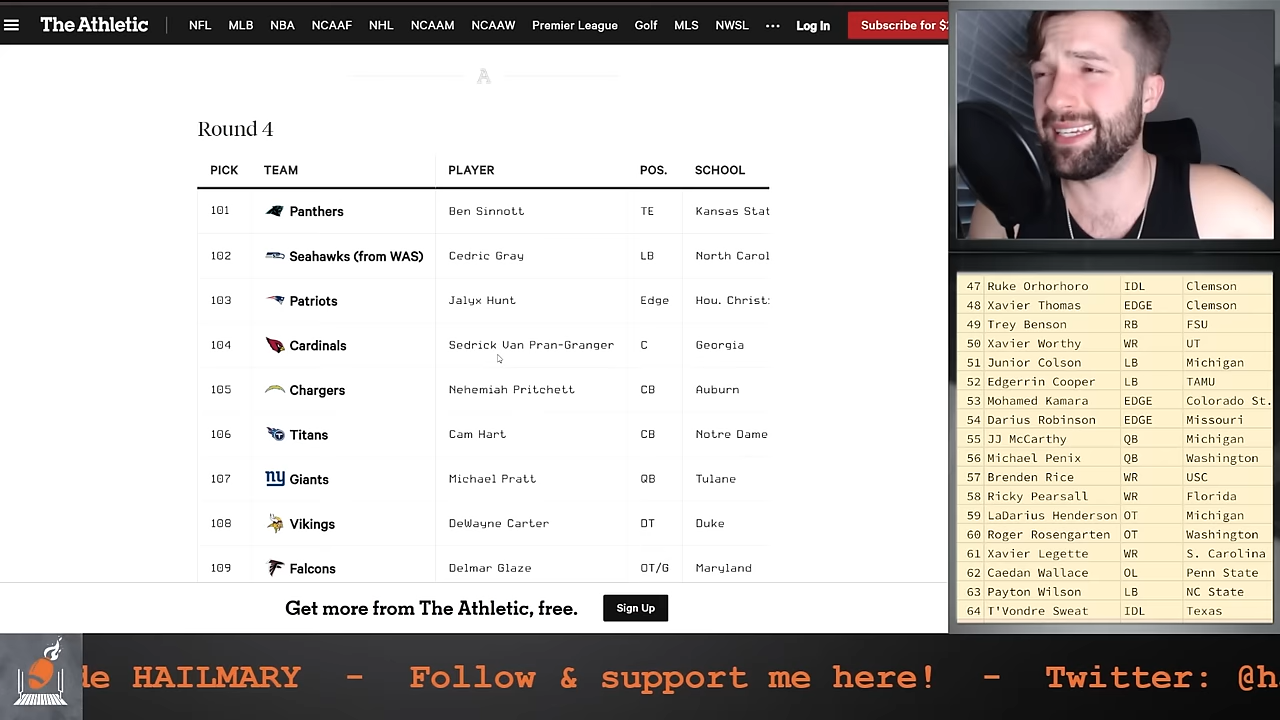 The Athletic NFL MLB NBA NCAAF NHL NCAAM NCAAW Premier League Golf MLS NWSL ... Log In Subscribe for $2
A
Round 4
PICK TEAM PLAYER POS. SCHOOL
101 Panthers Ben Sinnott TE Kansas Stat
102 Seahawks (from WAS) Cedric Gray LB North Carol
103 Patriots Jalyx Hunt Edge Hou. Christ
104 Cardinals Sedrick Van Pran-Granger C Georgia
105 Chargers Nehemiah Pritchett CB Auburn
106 Titans Cam Hart CB Notre Dame
107 ny Giants Michael Pratt QB Tulane
108 Vikings DeWayne Carter DT Duke
109 Falcons Delmar Glaze OT/G Maryland
Get more from The Athletic, free. Sign Up
47 Ruke Orhorhoro IDL Clemson
48 Xavier Thomas EDGE Clemson
49 Trey Benson RB FSU
50 Xavier Worthy WR UT
51 Junior Colson LB Michigan
52 Edgerrin Cooper LB TAMU
53 Mohamed Kamara EDGE Colorado St.
54 Darius Robinson EDGE Missouri
55 JJ McCarthy QB Michigan
56 Michael Penix QB Washington
57 Brenden Rice WR USC
58 Ricky Pearsall WR Florida
59 LaDarius Henderson OT Michigan
60 Roger Rosengarten OT Washington
61 Xavier Legette WR S. Carolina
62 Caedan Wallace OL Penn State
63 Payton Wilson LB NC State
64 T'Vondre Sweat IDL Texas
de HAILMARY - Follow & support me here! - Twitter: @h